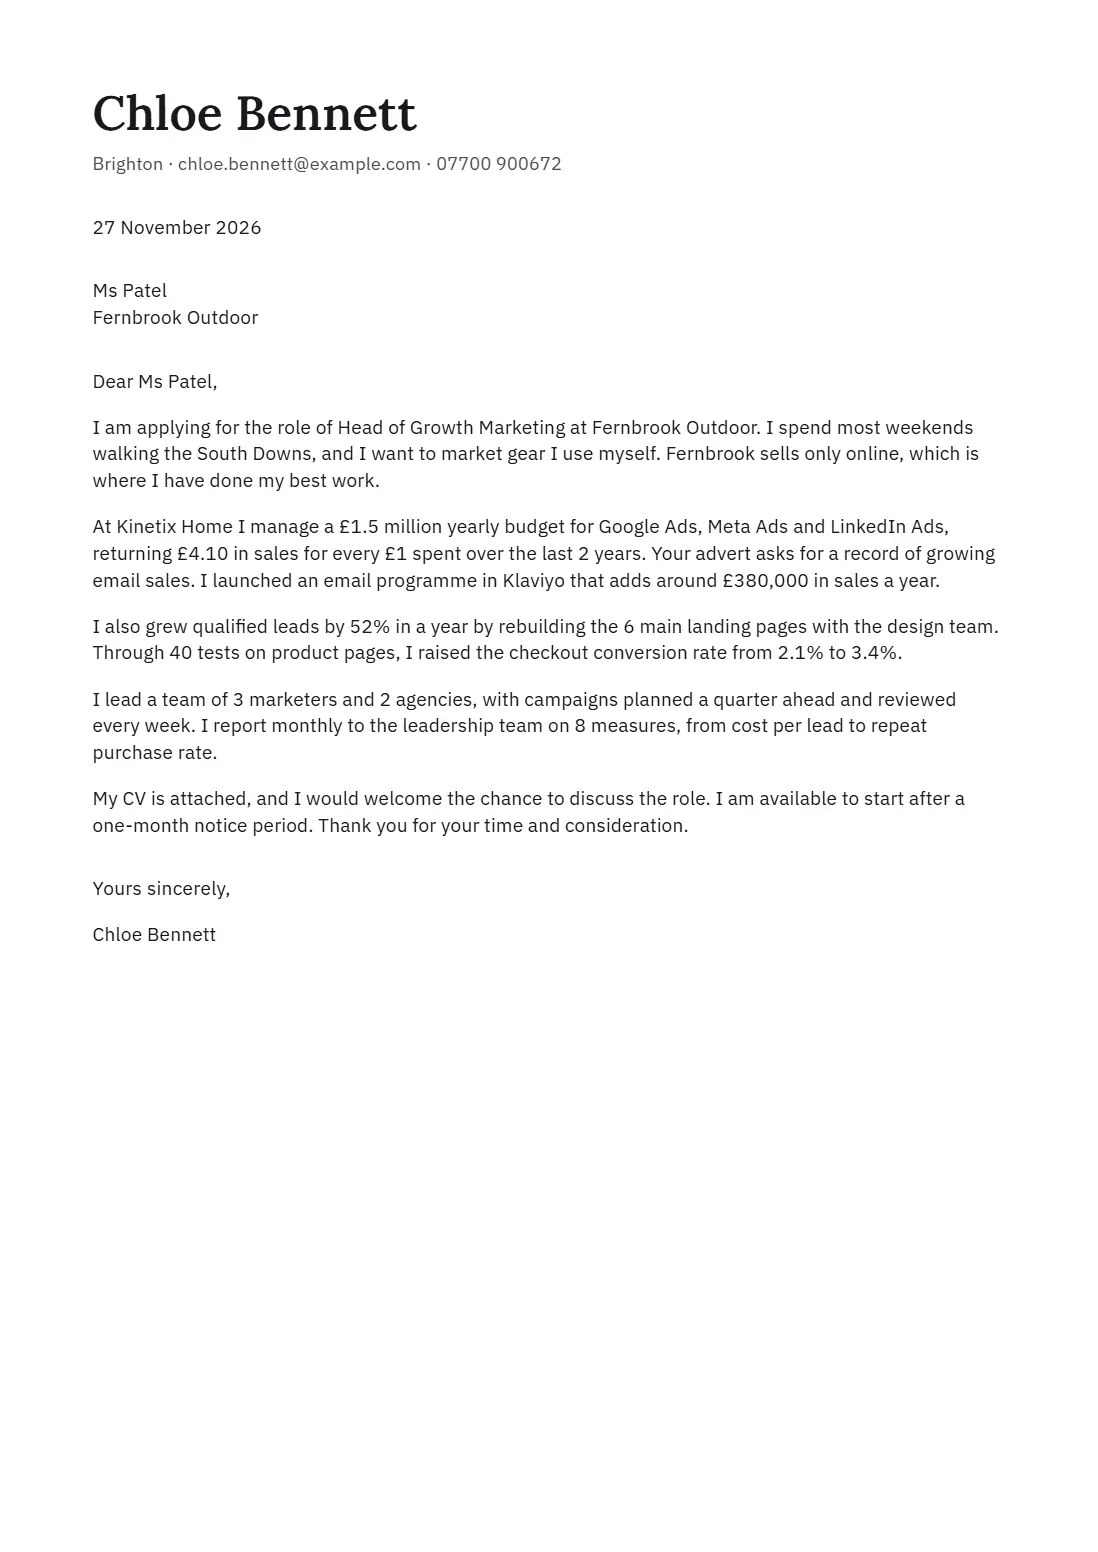 Chloe Bennett
Brighton · chloe.bennett@example.com · 07700 900672
27 November 2026
Ms Patel
Fernbrook Outdoor
Dear Ms Patel,
I am applying for the role of Head of Growth Marketing at Fernbrook Outdoor. I spend most weekends
walking the South Downs, and I want to market gear I use myself. Fernbrook sells only online, which is
where I have done my best work.
At Kinetix Home I manage a £1.5 million yearly budget for Google Ads, Meta Ads and LinkedIn Ads,
returning £4.10 in sales for every £1 spent over the last 2 years. Your advert asks for a record of growing
email sales. I launched an email programme in Klaviyo that adds around £380,000 in sales a year.
I also grew qualified leads by 52% in a year by rebuilding the 6 main landing pages with the design team.
Through 40 tests on product pages, I raised the checkout conversion rate from 2.1% to 3.4%.
I lead a team of 3 marketers and 2 agencies, with campaigns planned a quarter ahead and reviewed
every week. I report monthly to the leadership team on 8 measures, from cost per lead to repeat
purchase rate.
My CV is attached, and I would welcome the chance to discuss the role. I am available to start after a
one-month notice period. Thank you for your time and consideration.
Yours sincerely,
Chloe Bennett